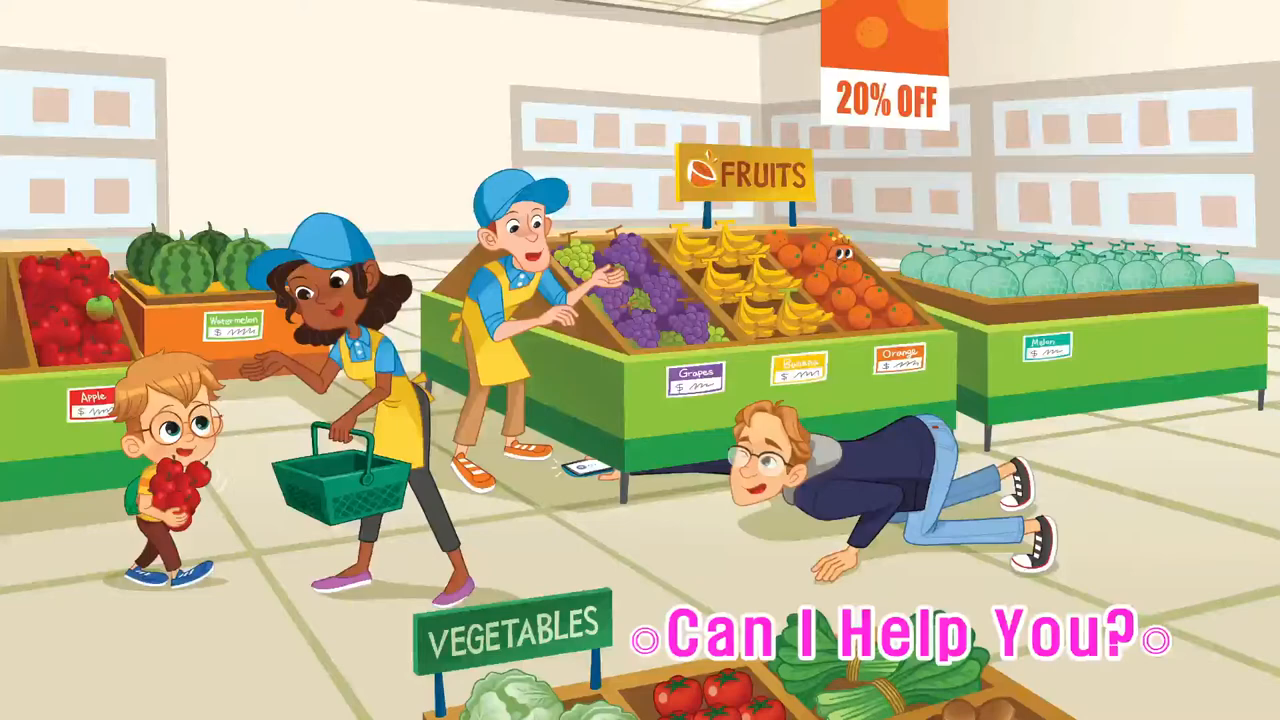 20% OFF
FRUITS
Watermelon
$
Apple
$
Grapes
$
Banana
$
Orange
$
Melon
$
VEGETABLES
◎Can I Help You?◎